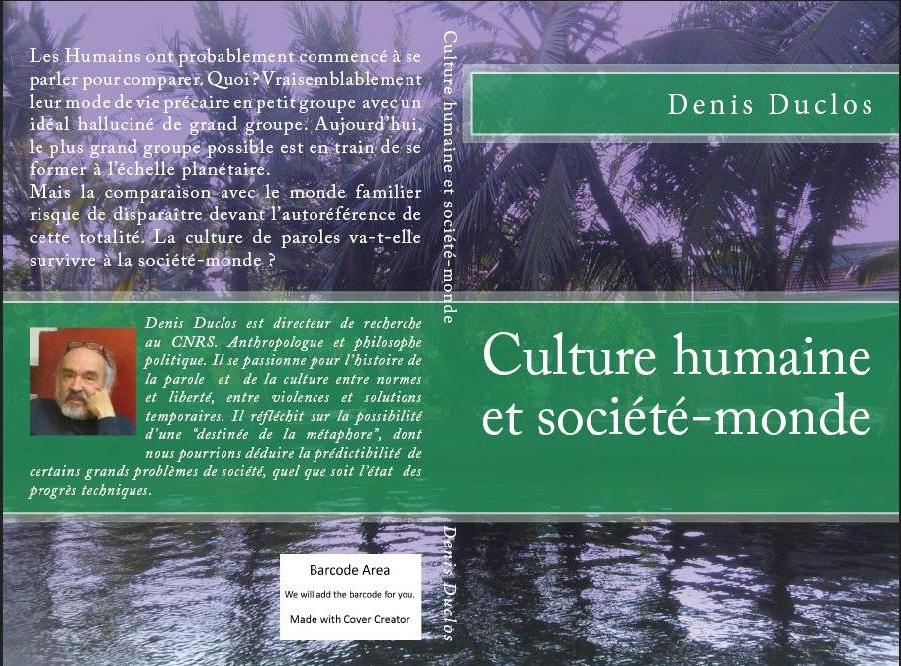 Les Humains ont probablement commencé à se
parler pour comparer. Quoi ? Vraisemblablement
leur mode de vie précaire en petit groupe avec un
idéal halluciné de grand groupe. Aujourd'hui,
le plus grand groupe possible est en train de se
former à l'échelle planétaire.
Mais la comparaison avec le monde familier
risque de disparaître devant l'autoréférence de
cette totalité. La culture de paroles va-t-elle
survivre à la société-monde ?
Denis Duclos est directeur de recherche
au CNRS. Anthropologue et philosophe
politique. Il se passionne pour l'histoire de
la parole et de la culture entre normes
et liberté, entre violences et solutions
temporaires. Il réfléchit sur la possibilité
d'une "destinée de la métaphore", dont
nous pourrions déduire la prédictibilité de
certains grands problèmes de société, quel que soit l'état des
progrès techniques.
Barcode Area
We will add the barcode for you.
Made with Cover Creator
Culture humaine et société-monde
Denis Duclos
Denis Duclos
Culture humaine
et société-monde